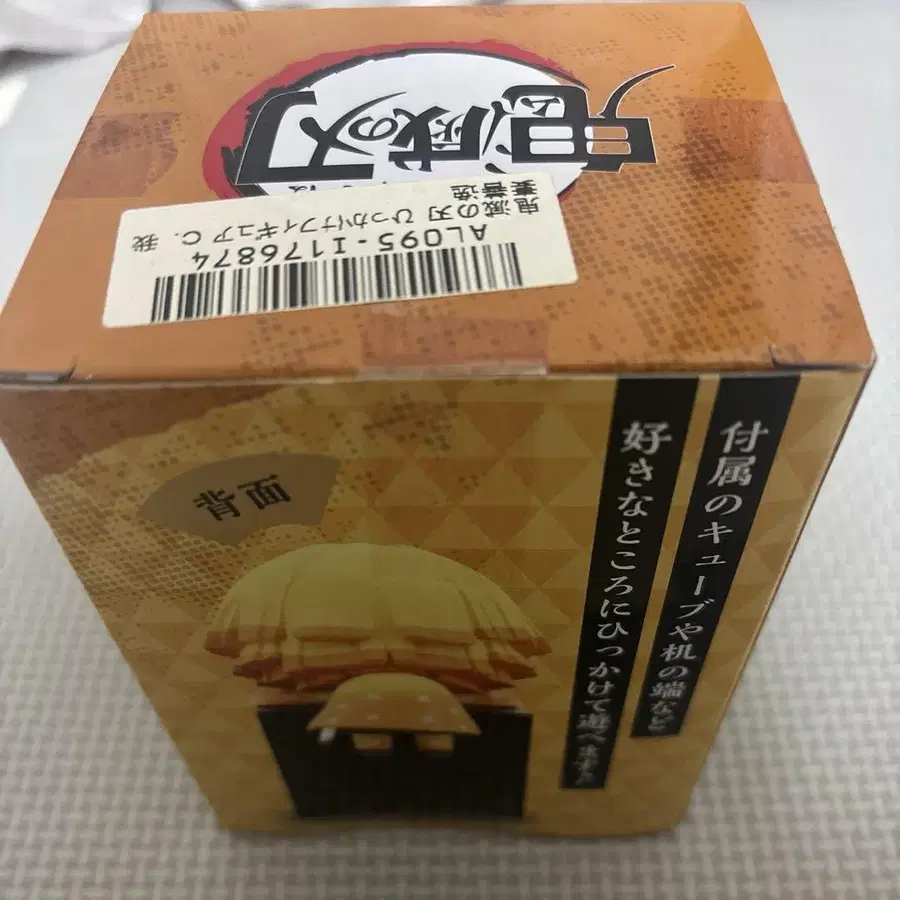 鬼滅の刃
鬼滅の刃 ひっかけフィギュア C. 我
妻善逸
AL095-I176874
背面
付属のキューブや机の端など
好きなところにひっかけて遊べます♪